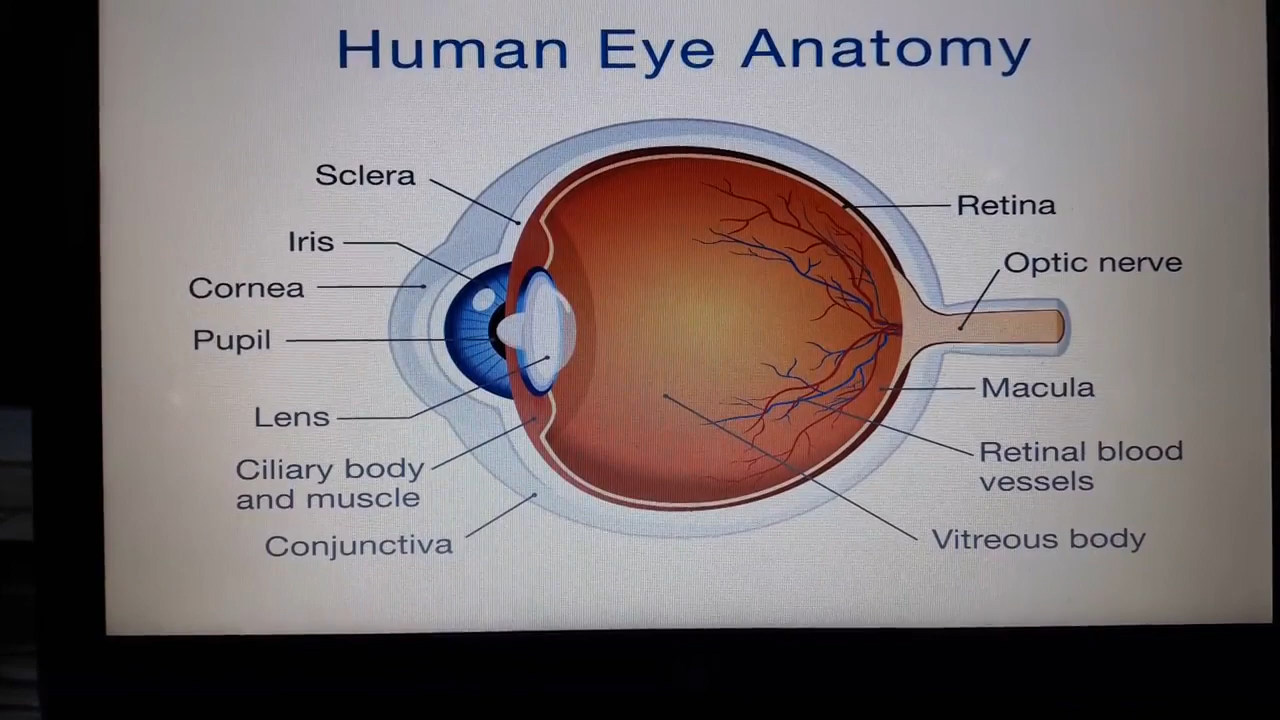 Human Eye Anatomy
Sclera
Iris
Cornea
Pupil
Lens
Ciliary body
and muscle
Conjunctiva
Retina
Optic nerve
Macula
Retinal blood
vessels
Vitreous body